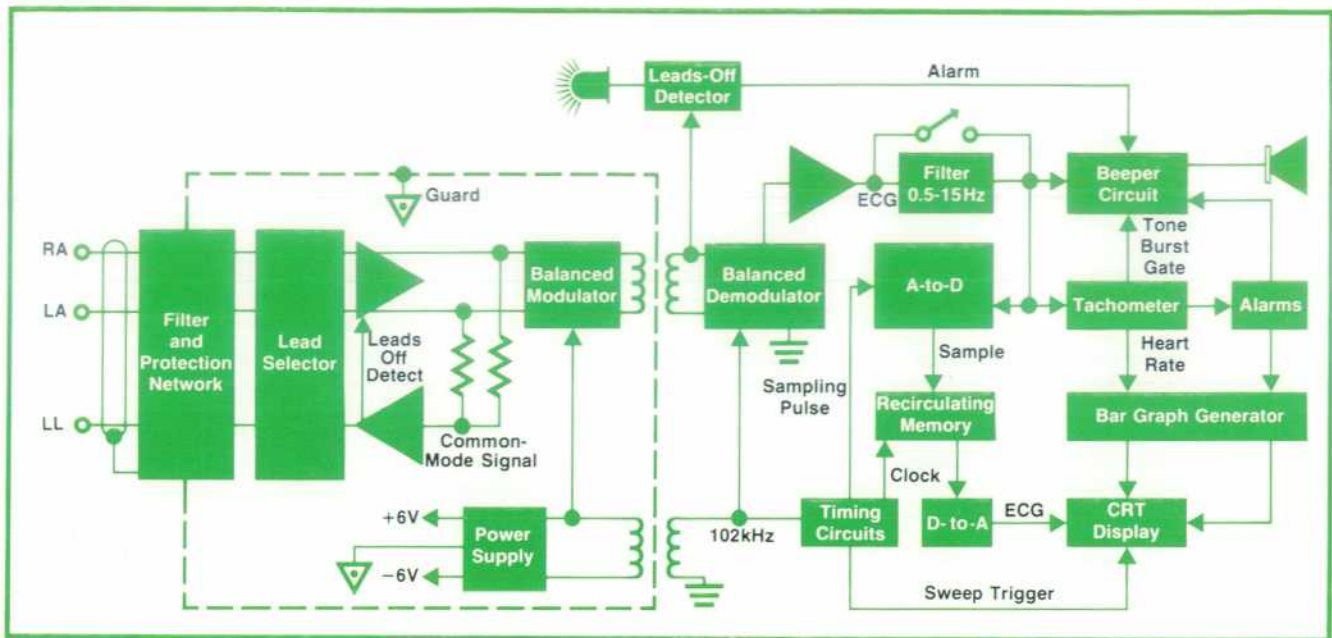 Leads-Off
Detector
Alarm
Guard
ECG
Filter
0.5-15Hz
Beeper
Circuit
Tone
Burst
Gate
RA
LA
LL
Filter
and
Protection
Network
Lead
Selector
Leads
Off
Detect
Common-
Mode Signal
Balanced
Modulator
Balanced
Demodulator
A-to-D
Tachometer
Alarms
Heart
Rate
Sample
Sampling
Pulse
Recirculating
Memory
Bar Graph Generator
Clock
+6V
-6V
Power
Supply
102kHz
Timing
Circuits
D-to-A
ECG
CRT
Display
Sweep Trigger